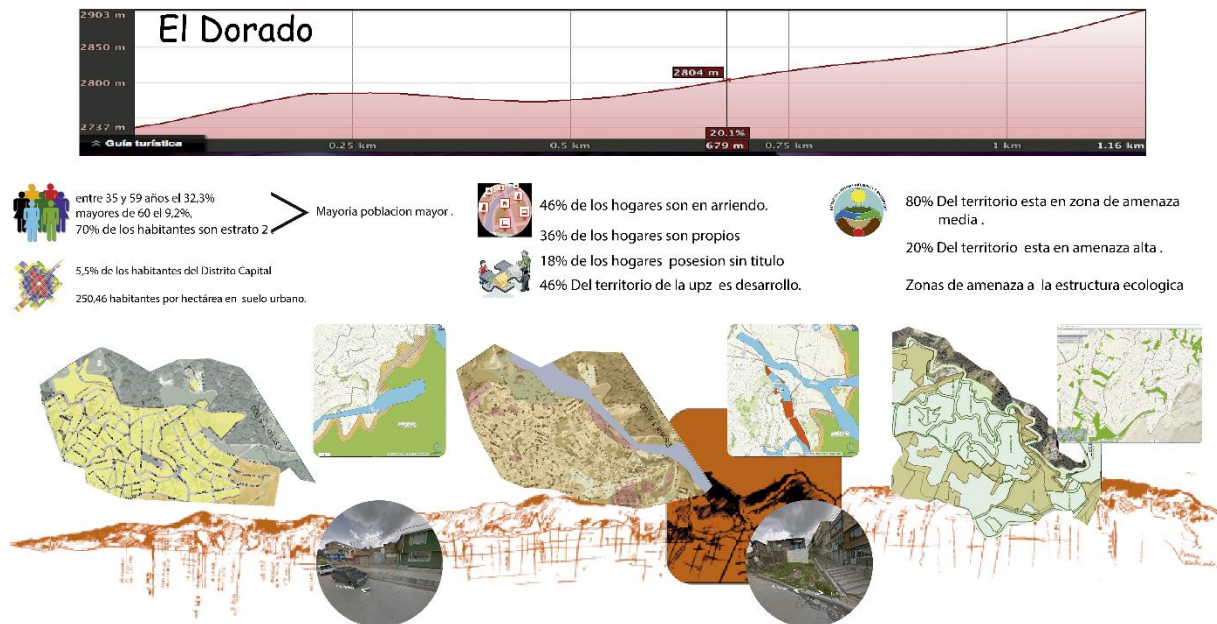 El Dorado
2903 m
2850 m
2800 m
2737 m
2804 m
20.1%
Guía turística
0.25 km
0.5 km
679 m
0.75 km
1 km
1.16 km
entre 35 y 59 años el 32,3%
mayores de 60 el 9,2%,
70% de los habitantes son estrato 2
Mayoria poblacion mayor .
5,5% de los habitantes del Distrito Capital
250,46 habitantes por hectárea en suelo urbano.
46% de los hogares son en arriendo.
36% de los hogares son propios
18% de los hogares posesion sin titulo
46% Del territorio de la upz es desarrollo.
80% Del territorio esta en zona de amenaza
media .
20% Del territorio esta en amenaza alta .
Zonas de amenaza a la estructura ecologica